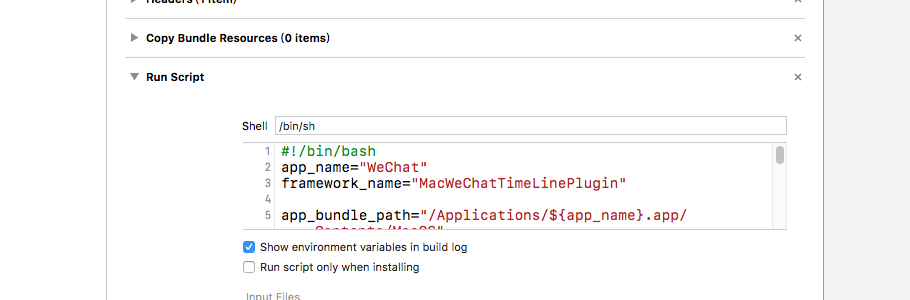 Headers (1 item)
Copy Bundle Resources (0 items)
Run Script
Shell /bin/sh
1 #!/bin/bash
2 app_name="WeChat"
3 framework_name="MacWeChatTimeLinePlugin"
4
5 app_bundle_path="/Applications/${app_name}.app/
Contents/MacOS"
Show environment variables in build log
Run script only when installing
Input Files